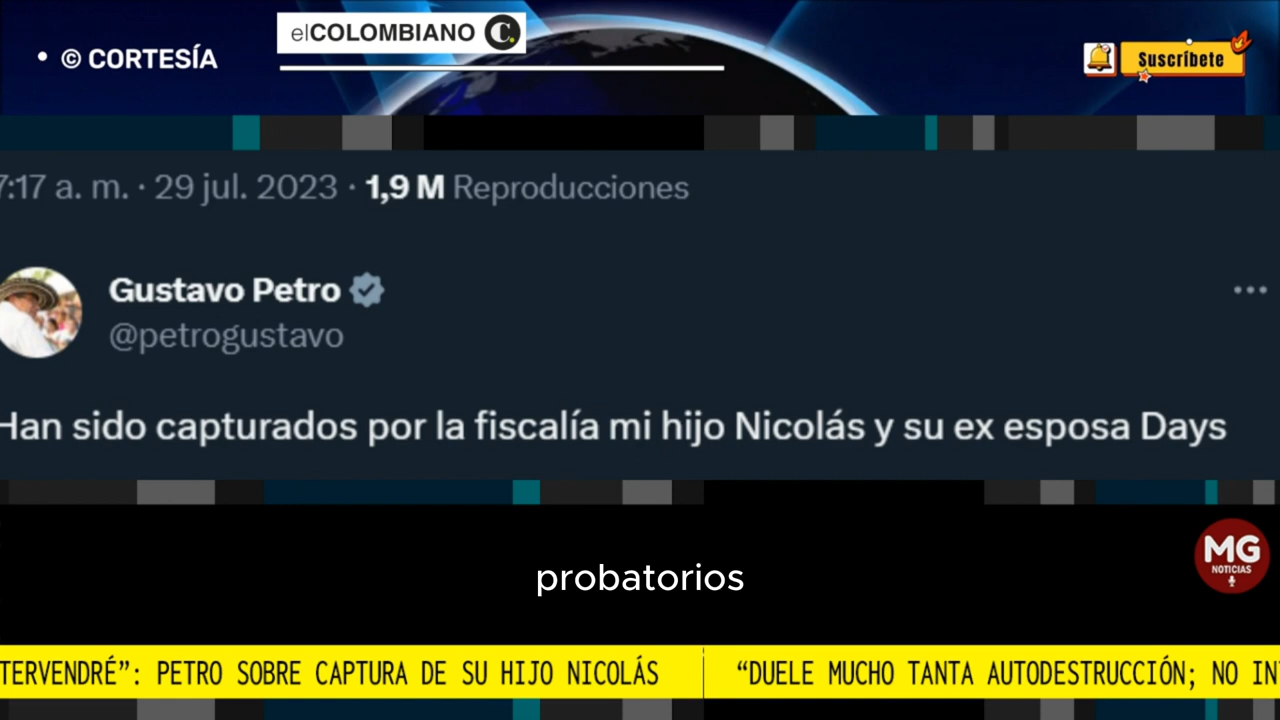 • © CORTESÍA
elCOLOMBIANO C.
Suscríbete
7:17 a. m. · 29 jul. 2023 · 1,9 M Reproducciones
Gustavo Petro
@petrogustavo
Han sido capturados por la fiscalía mi hijo Nicolás y su ex esposa Days
probatorios
MG
NOTICIAS
TERVENDRÉ”: PETRO SOBRE CAPTURA DE SU HIJO NICOLÁS
“DUELE MUCHO TANTA AUTODESTRUCCIÓN; NO IN